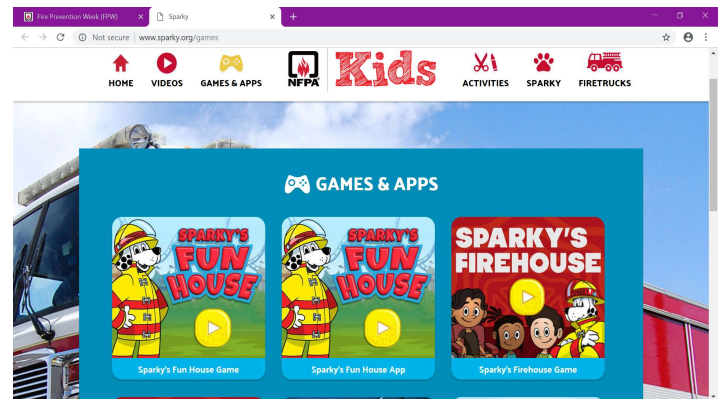 Fire Prevention Week (FPW)
Sparky
Not secure
www.sparky.org/games
HOME
VIDEOS
GAMES & APPS
NFPA
Kids
ACTIVITIES
SPARKY
FIRETRUCKS
GAMES & APPS
SPARKY'S
FUN
HOUSE
SPARKY'S
FUN
HOUSE
SPARKY'S
FIREHOUSE
Sparky's Fun House Game
Sparky's Fun House App
Sparky's Firehouse Game